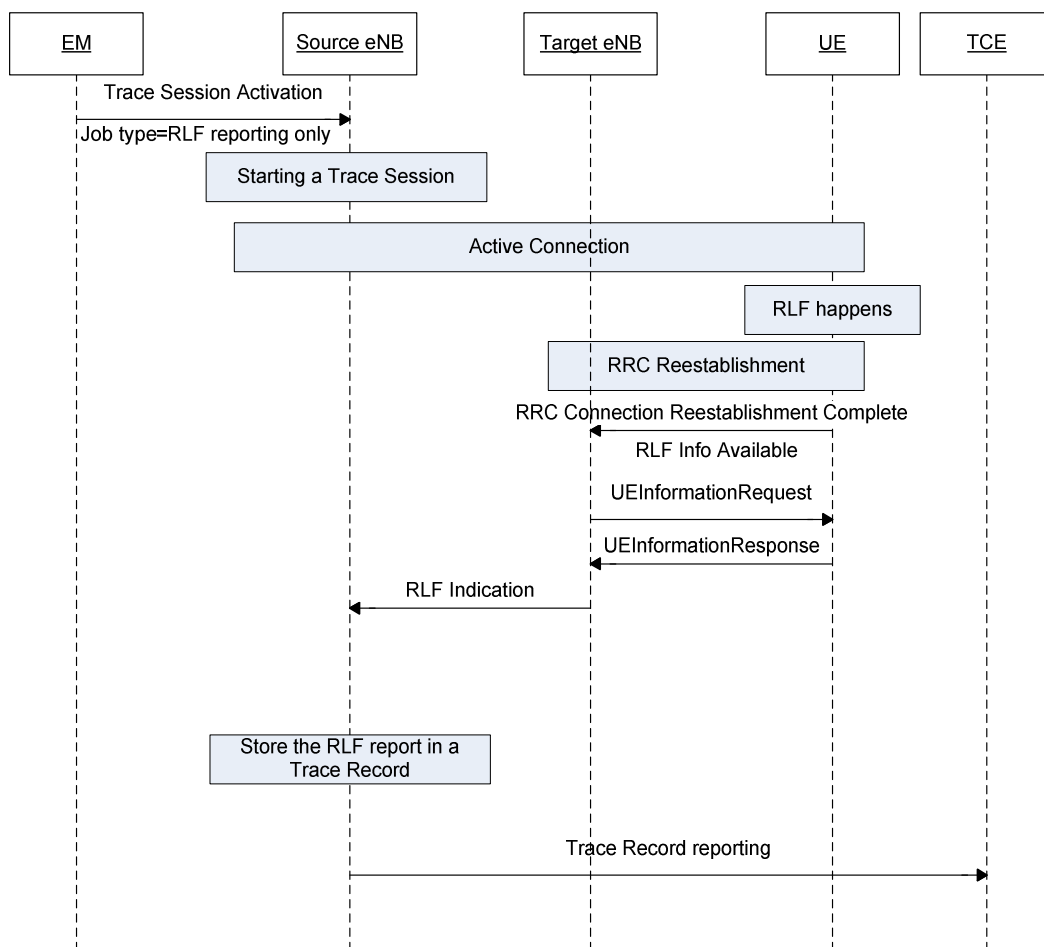 EM
Source eNB
Target eNB
UE
TCE
Trace Session Activation
Job type=RLF reporting only
Starting a Trace Session
Active Connection
RLF happens
RRC Reestablishment
RRC Connection Reestablishment Complete
RLF Info Available
UEInformationRequest
UEInformationResponse
RLF Indication
Store the RLF report in a
Trace Record
Trace Record reporting